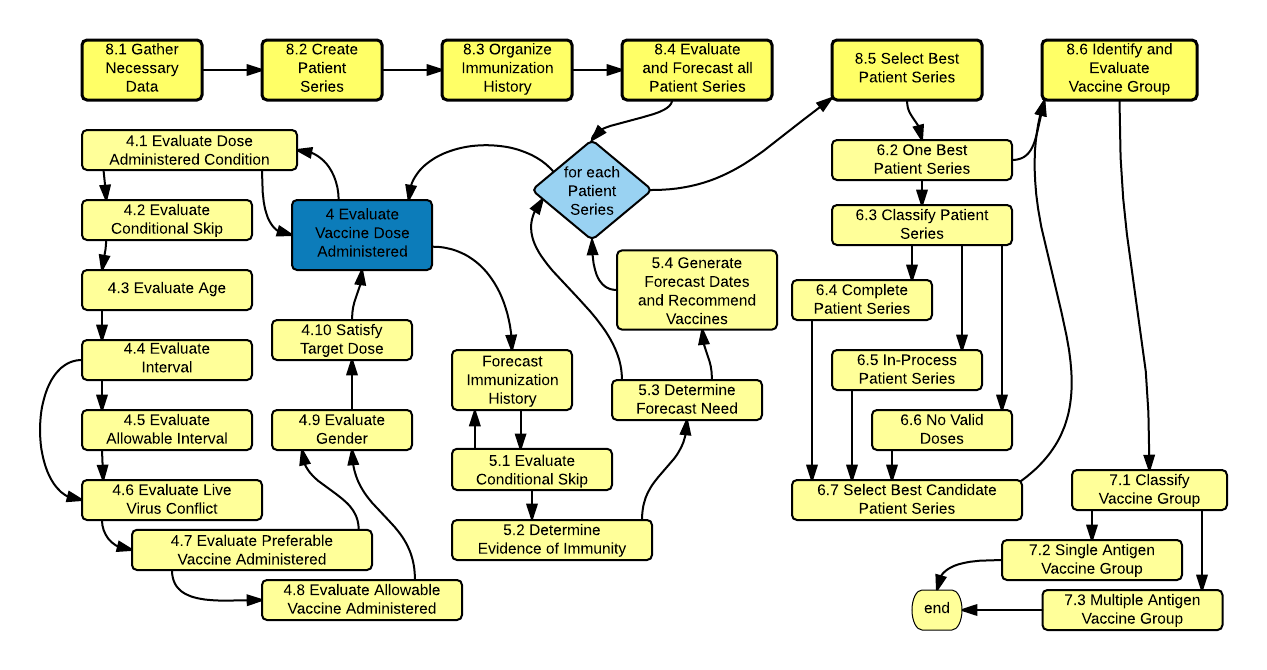 8.1 Gather
Necessary
Data
8.2 Create
Patient
Series
8.3 Organize
Immunization
History
8.4 Evaluate
and Forecast all
Patient Series
8.5 Select Best
Patient Series
8.6 Identify and
Evaluate
Vaccine Group
4.1 Evaluate Dose
Administered Condition
4.2 Evaluate
Conditional Skip
4.3 Evaluate Age
4.4 Evaluate
Interval
4.5 Evaluate
Allowable Interval
4.6 Evaluate Live
Virus Conflict
4.7 Evaluate Preferable
Vaccine Administered
4.8 Evaluate Allowable
Vaccine Administered
4 Evaluate
Vaccine Dose
Administered
4.10 Satisfy
Target Dose
4.9 Evaluate
Gender
for each
Patient
Series
Forecast
Immunization
History
5.1 Evaluate
Conditional Skip
5.2 Determine
Evidence of Immunity
5.4 Generate
Forecast Dates
and Recommend
Vaccines
5.3 Determine
Forecast Need
6.2 One Best
Patient Series
6.3 Classify Patient
Series
6.4 Complete
Patient Series
6.5 In-Process
Patient Series
6.6 No Valid
Doses
6.7 Select Best Candidate
Patient Series
7.1 Classify
Vaccine Group
7.2 Single Antigen
Vaccine Group
7.3 Multiple Antigen
Vaccine Group
end